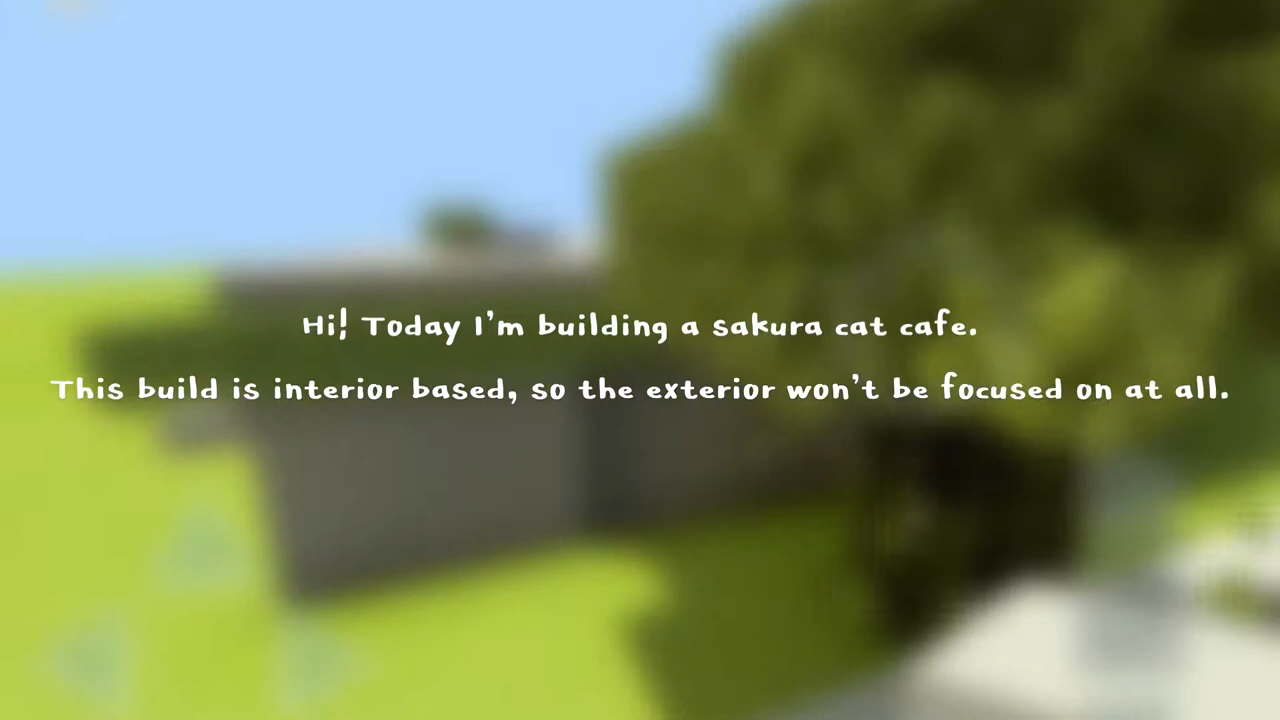 Hi! Today I'm building a sakura cat cafe.
This build is interior based, so the exterior won't be focused on at all.